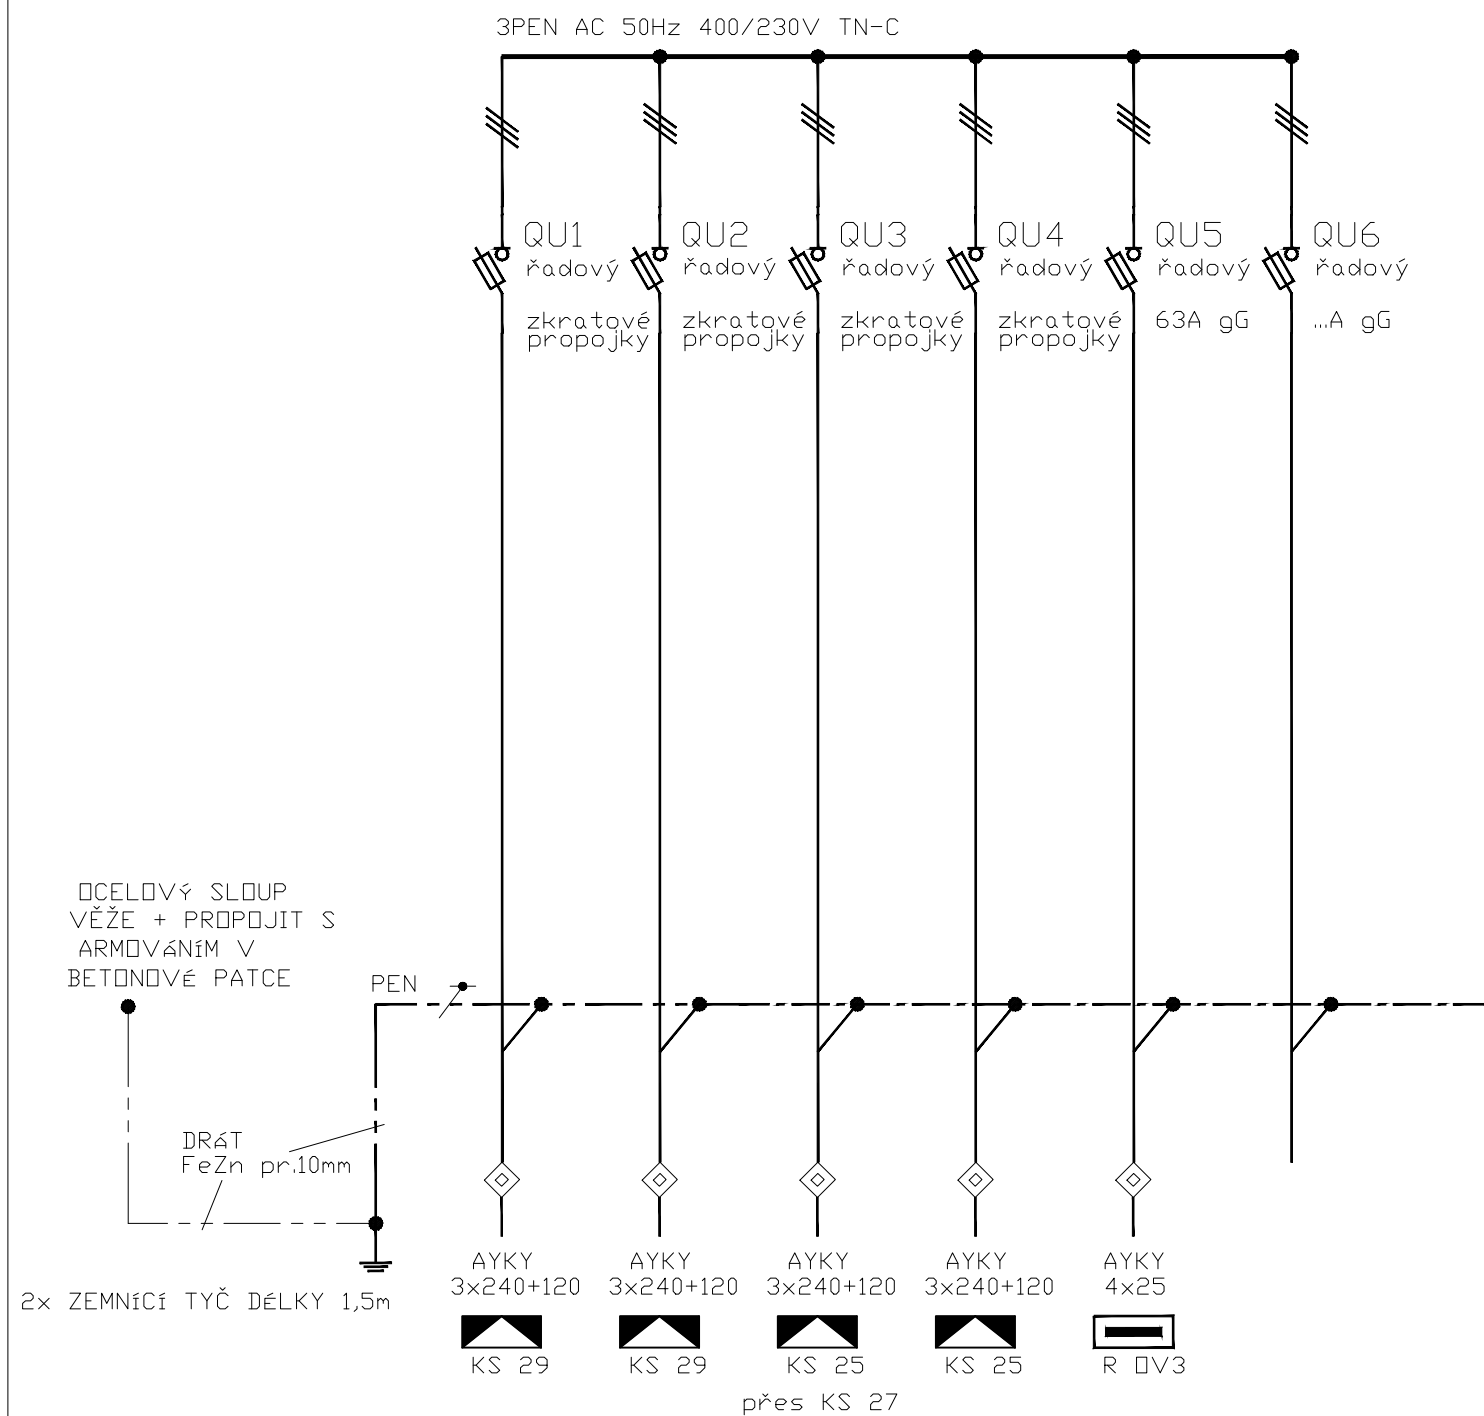 3PEN AC 50Hz 400/230V TN-C
QU1 QU2 QU3 QU4 QU5 QU6
řadový řadový řadový řadový řadový řadový
zkratové zkratové zkratové zkratové 63A gG ...A gG
propojky propojky propojky propojky
OCELOVÝ SLOUP
VĚŽE + PROPOJIT S
ARMOVÁNÍM V
BETONOVÉ PATCE
PEN
DRÁT
FeZn pr.10mm
2x ZEMNÍCÍ TYČ DÉLKY 1,5m
AYKY AYKY AYKY AYKY AYKY
3x240+120 3x240+120 3x240+120 3x240+120 4x25
KS 29 KS 29 KS 25 KS 25 R OV3
přes KS 27